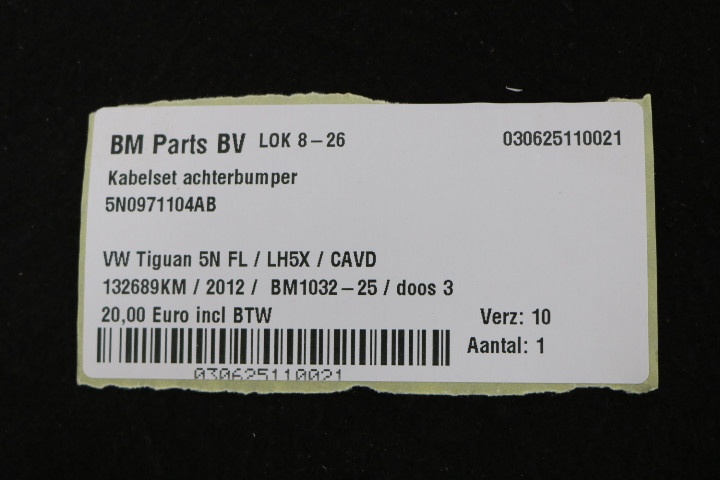 BM Parts BV LOK 8-26 030625110021
Kabelset achterbumper
5N0971104AB
VW Tiguan 5N FL / LH5X / CAVD
132689KM / 2012 / BM1032-25 / doos 3
20,00 Euro incl BTW Verz: 10
Aantal: 1
030625110021